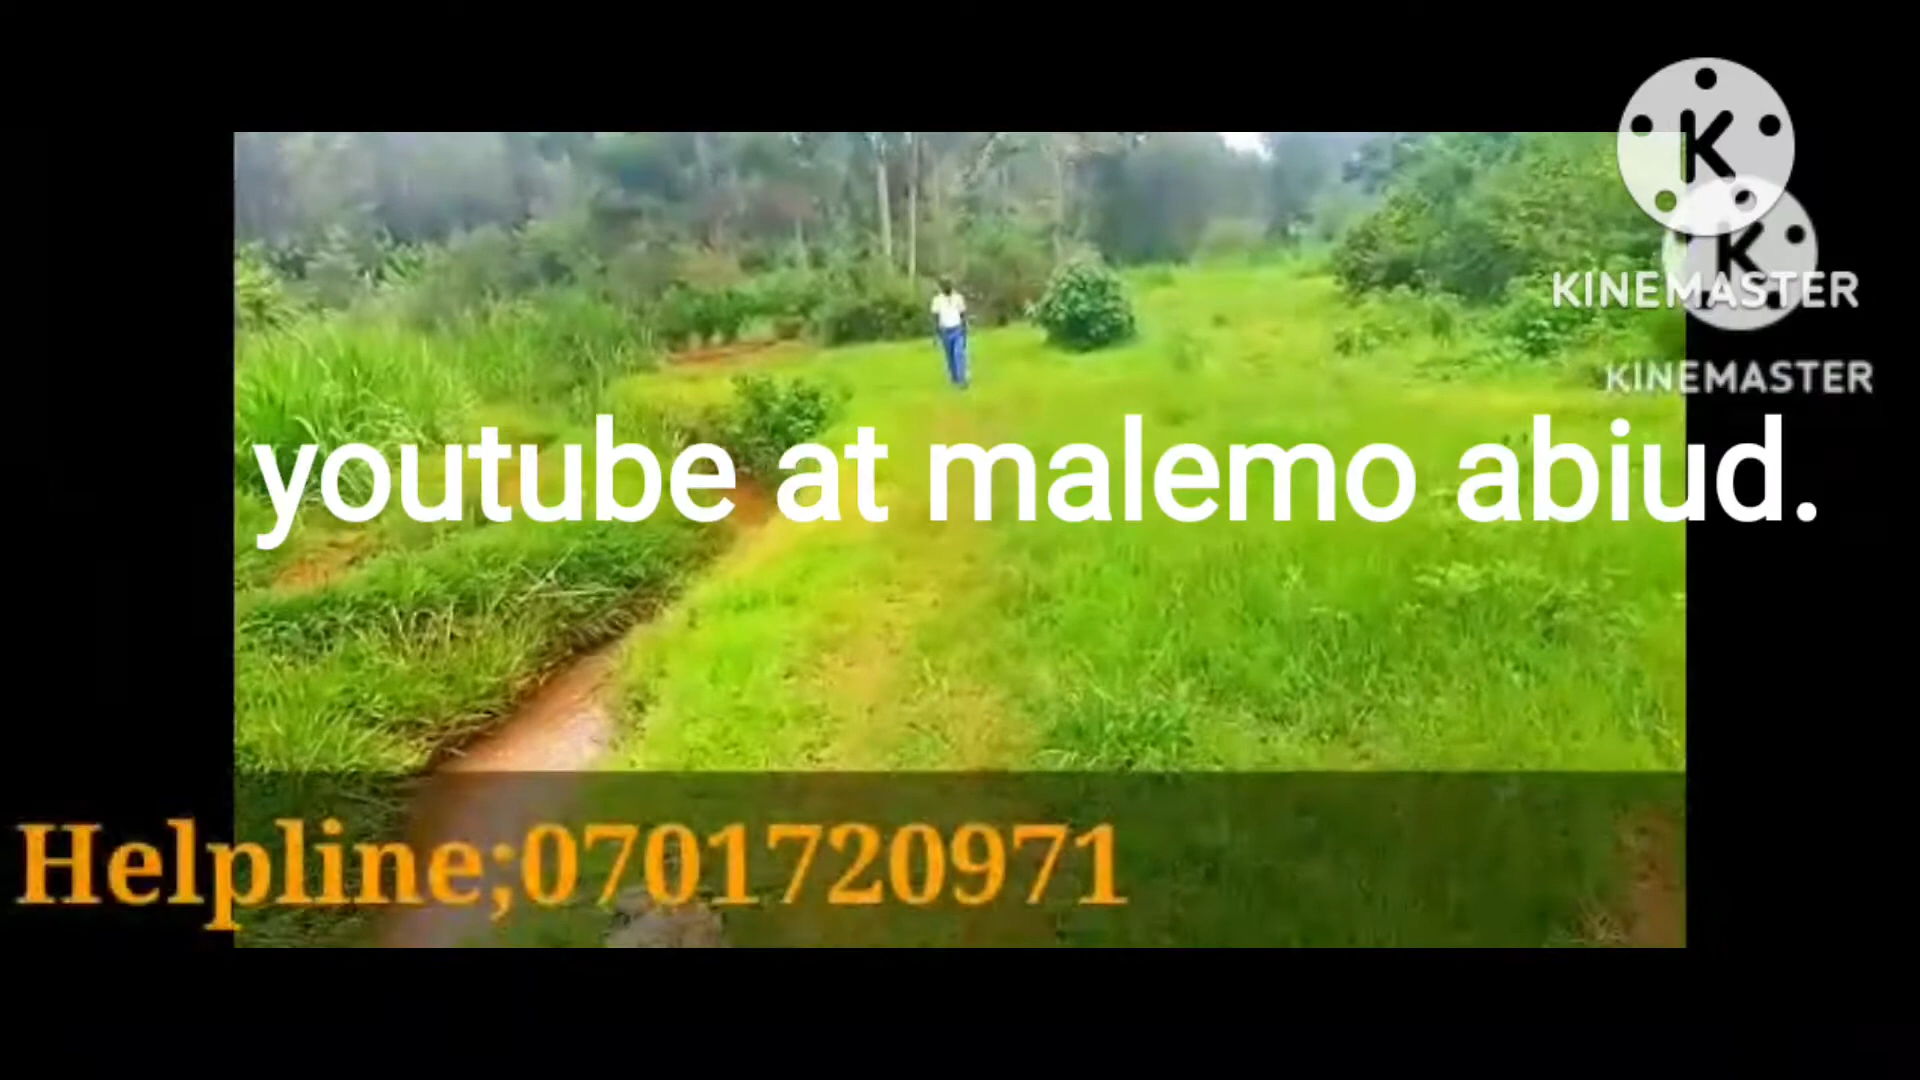 K
K
KINEMASTER
KINEMASTER
youtube at malemo abiud.
Helpline;0701720971